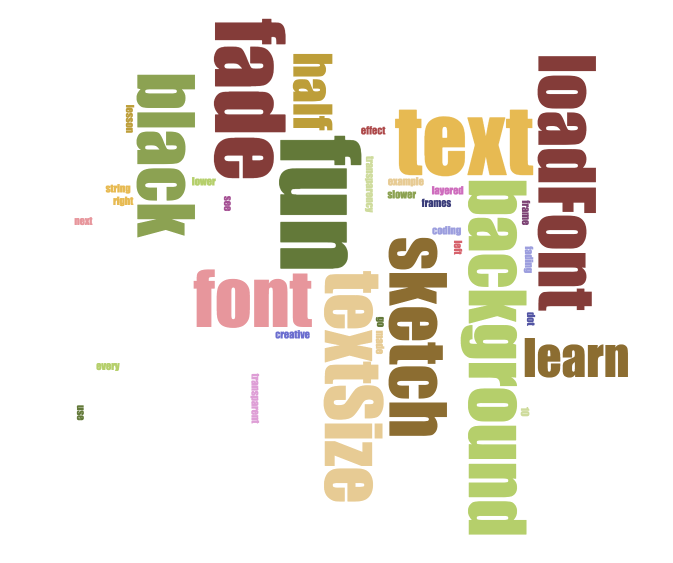 fade
half
loadFont
black
lesson
effect
text
fun
transparency
lower
example
string
layered
slower
right
see
frames
frame
next
background
coding
left
sketch
fading
font
textSize
dot
go
creative
made
learn
every
transparent
use
10